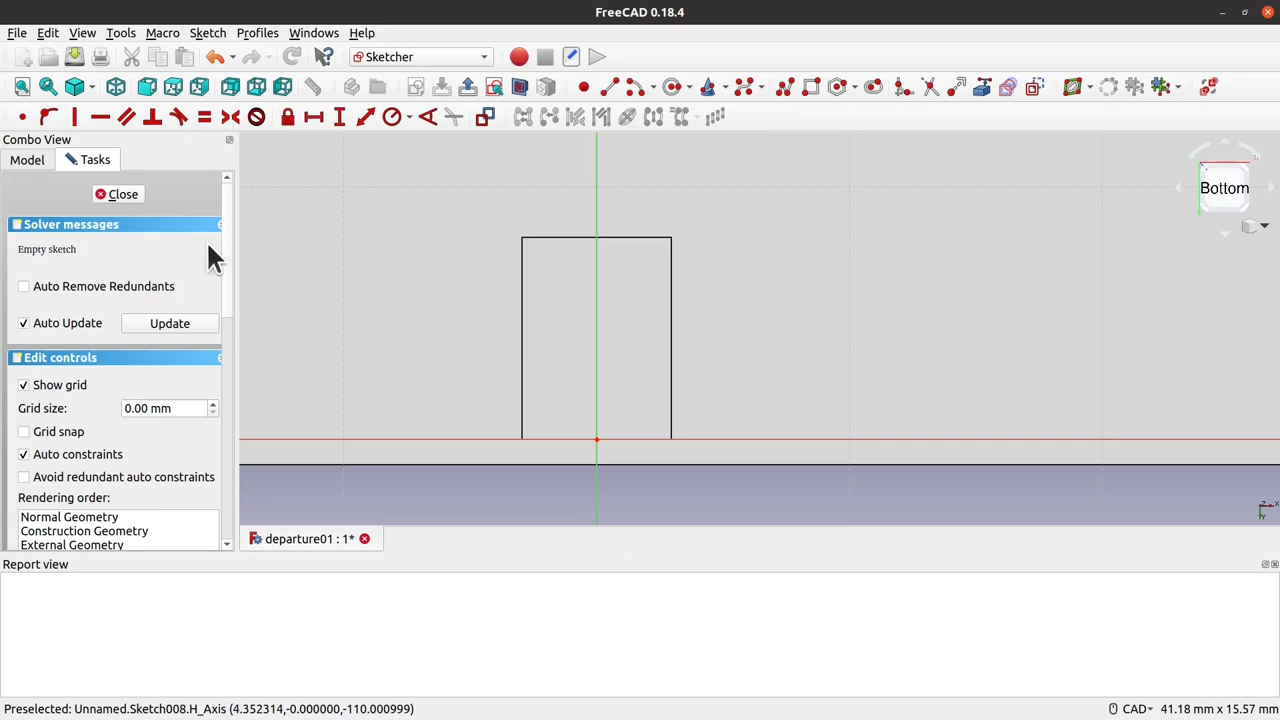 FreeCAD 0.18.4
File Edit View Tools Macro Sketch Profiles Windows Help
Sketcher
Combo View
Model Tasks
Close
Solver messages
Empty sketch
Auto Remove Redundants
Auto Update Update
Edit controls
Show grid
Grid size: 0.00 mm
Grid snap
Auto constraints
Avoid redundant auto constraints
Rendering order:
Normal Geometry
Construction Geometry
External Geometry
Bottom
departure01 : 1*
Report view
Preselected: Unnamed.Sketch008.H_Axis (4.352314,-0.000000,-110.000999)
CAD 41.18 mm x 15.57 mm